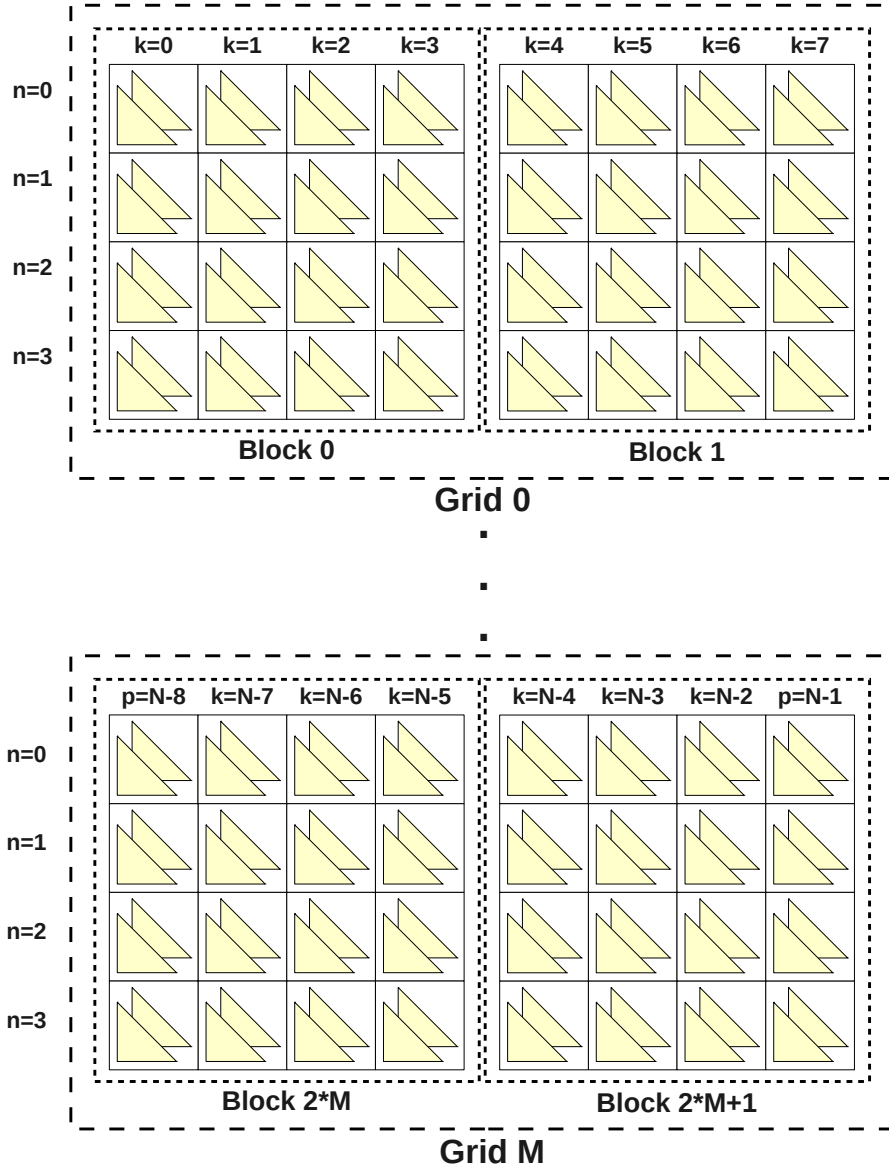 k=0 k=1 k=2 k=3 k=4 k=5 k=6 k=7
n=0
n=1
n=2
n=3
Block 0 Block 1
Grid 0
.
.
.
p=N-8 k=N-7 k=N-6 k=N-5 k=N-4 k=N-3 k=N-2 p=N-1
n=0
n=1
n=2
n=3
Block 2*M Block 2*M+1
Grid M